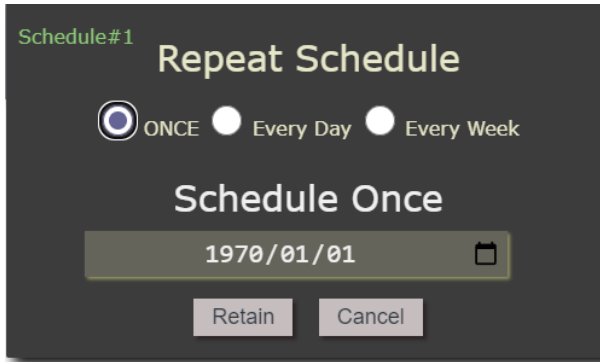 Schedule#1
Repeat Schedule
ONCE Every Day Every Week
Schedule Once
1970/01/01
Retain Cancel